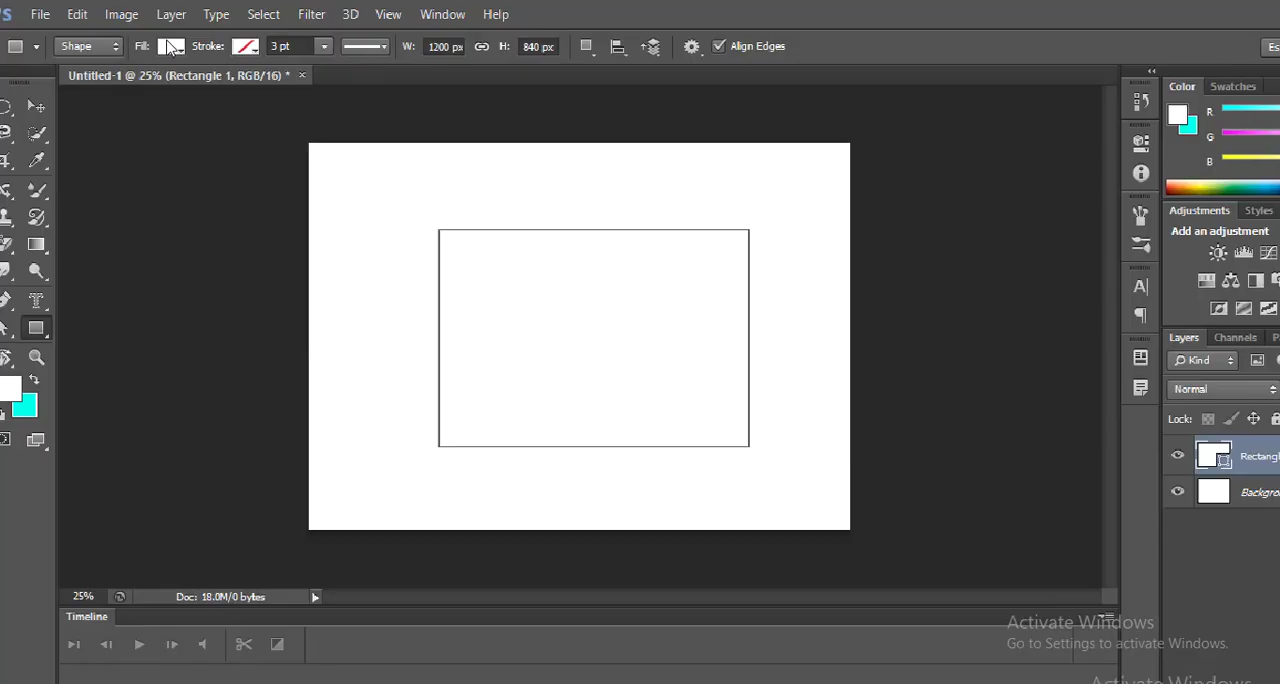 File Edit Image Layer Type Select Filter 3D View Window Help
Shape Fill: Stroke: 3 pt W: 1200 px H: 840 px Align Edges
Untitled-1 @ 25% (Rectangle 1, RGB/16) * ×
Color Swatches
R
G
B
Adjustments Styles
Add an adjustment
Layers Channels
Kind
Normal
Lock:
Rectangl
Backgro
25% Doc: 18.0M/0 bytes
Timeline
Activate Windows
Go to Settings to activate Windows.